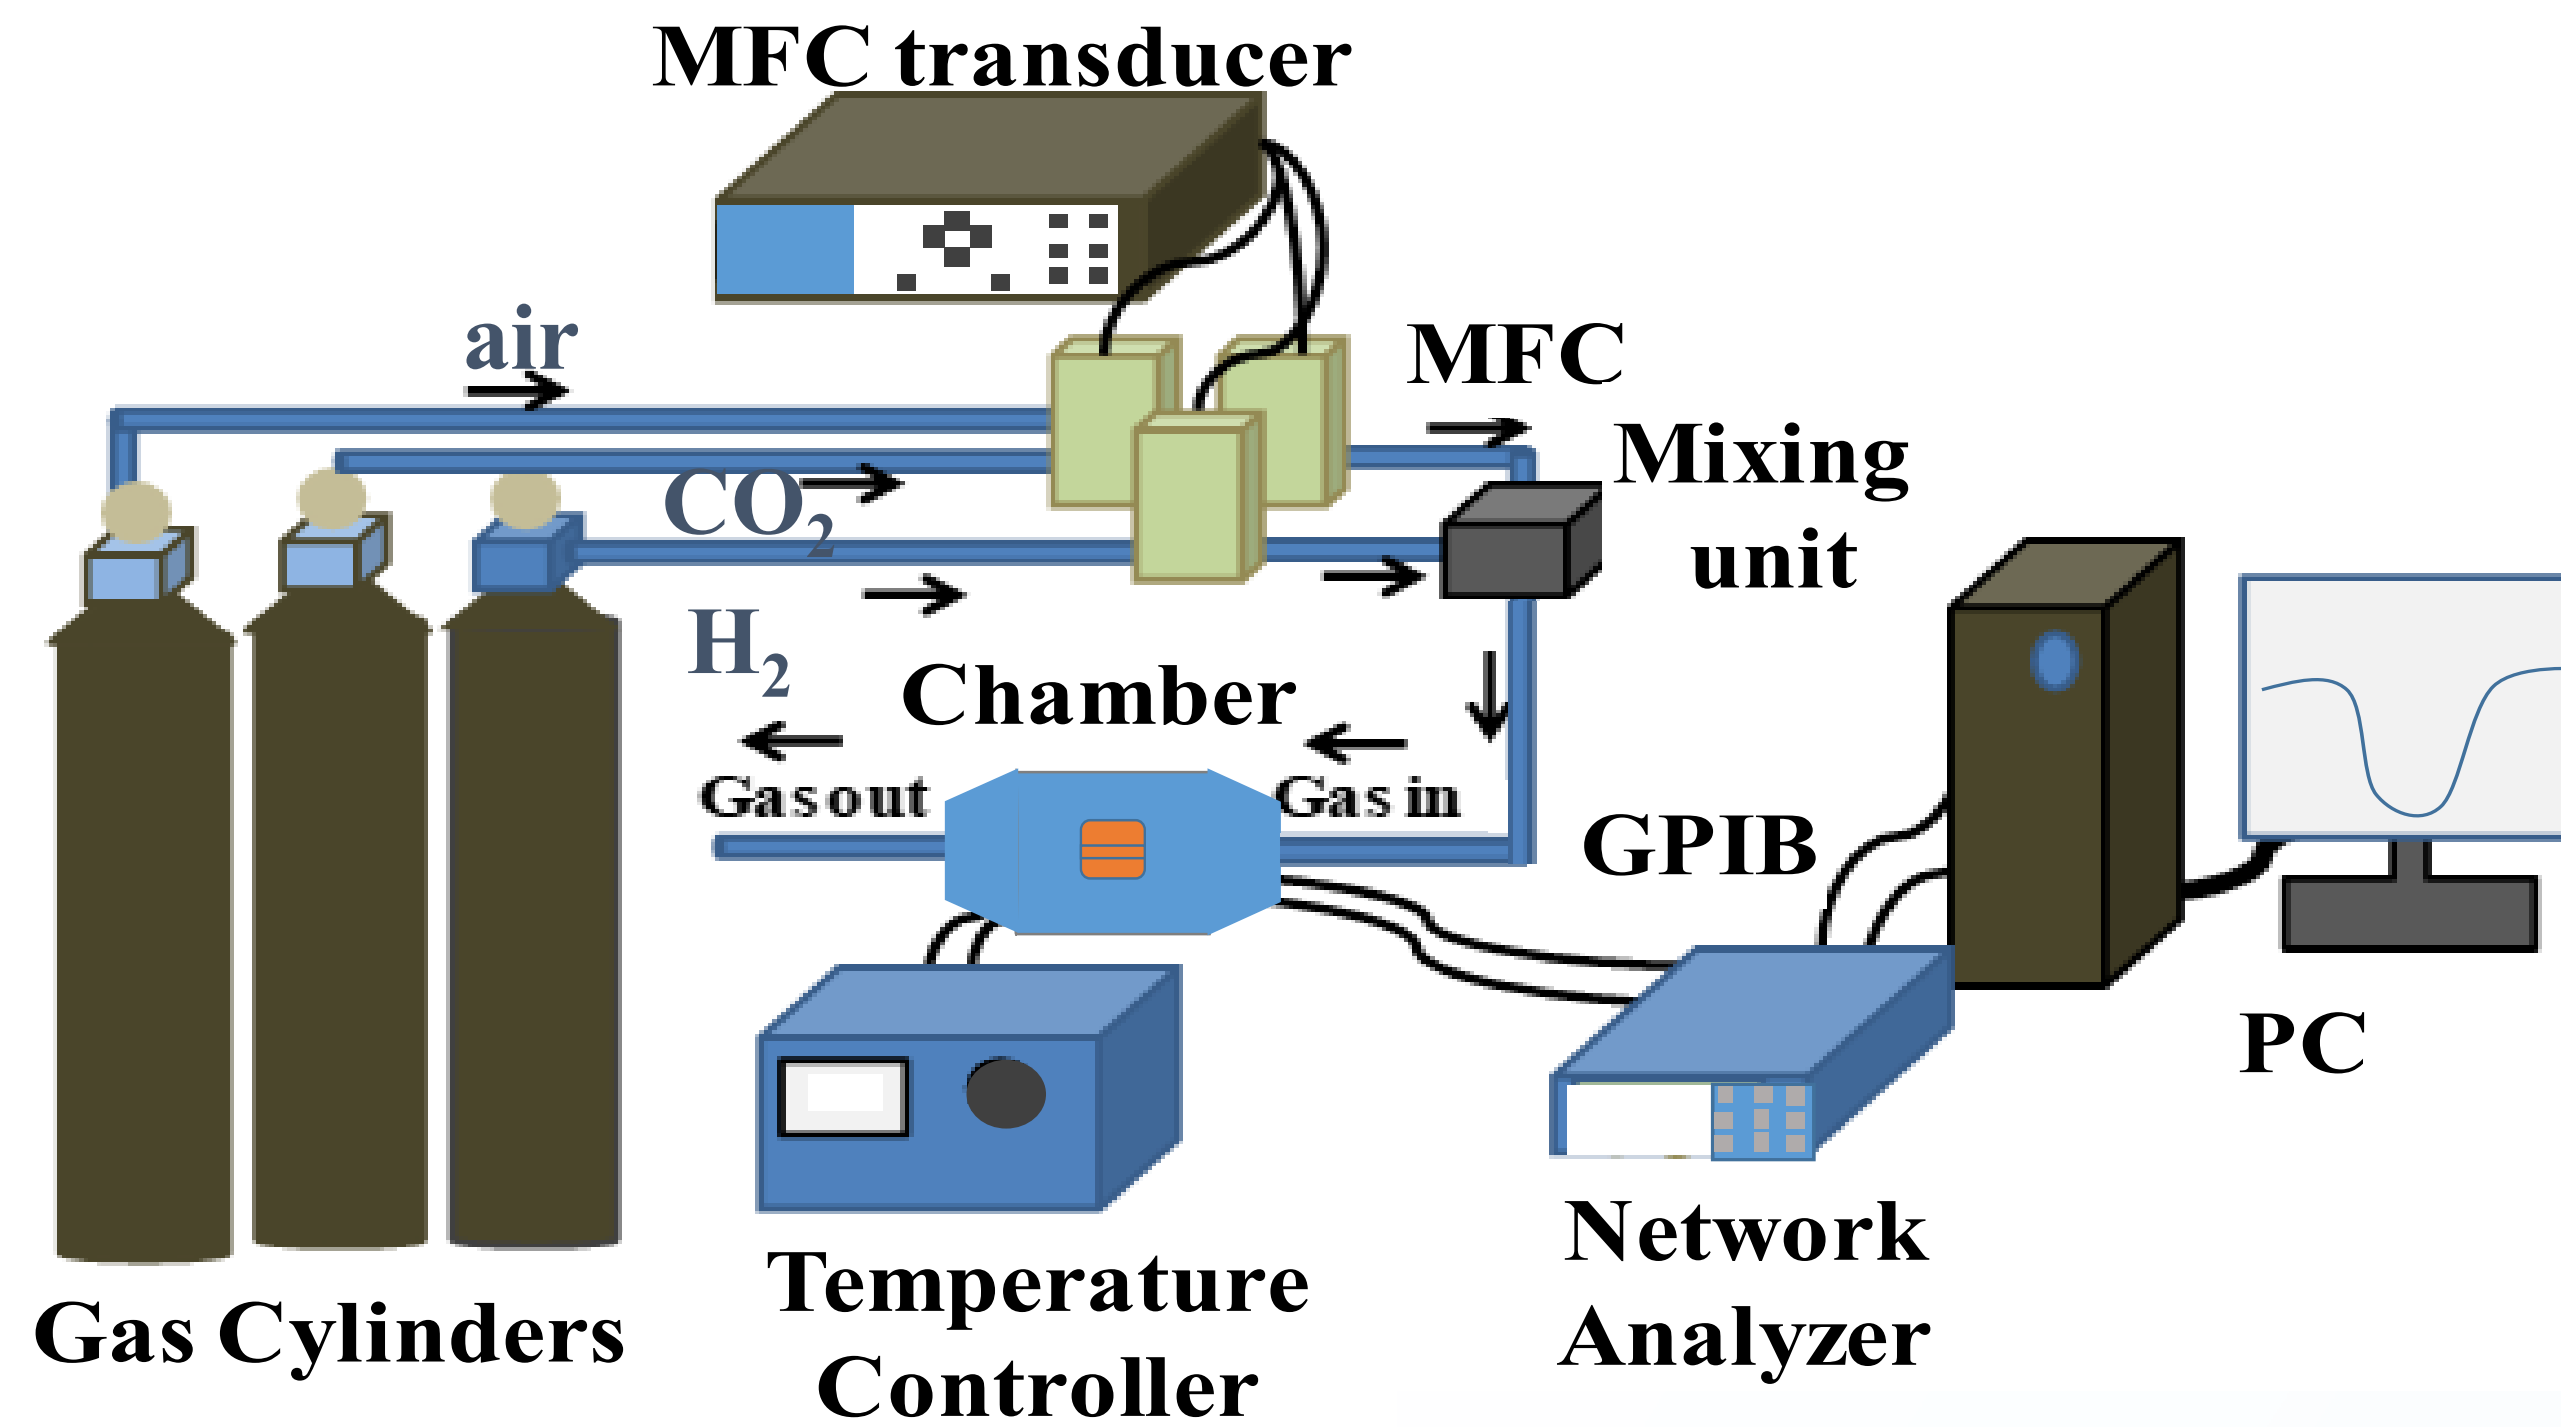 MFC transducer
air
MFC
CO₂
Mixing
unit
H₂
Chamber
Gas out
Gas in
GPIB
PC
Network
Analyzer
Temperature
Controller
Gas Cylinders